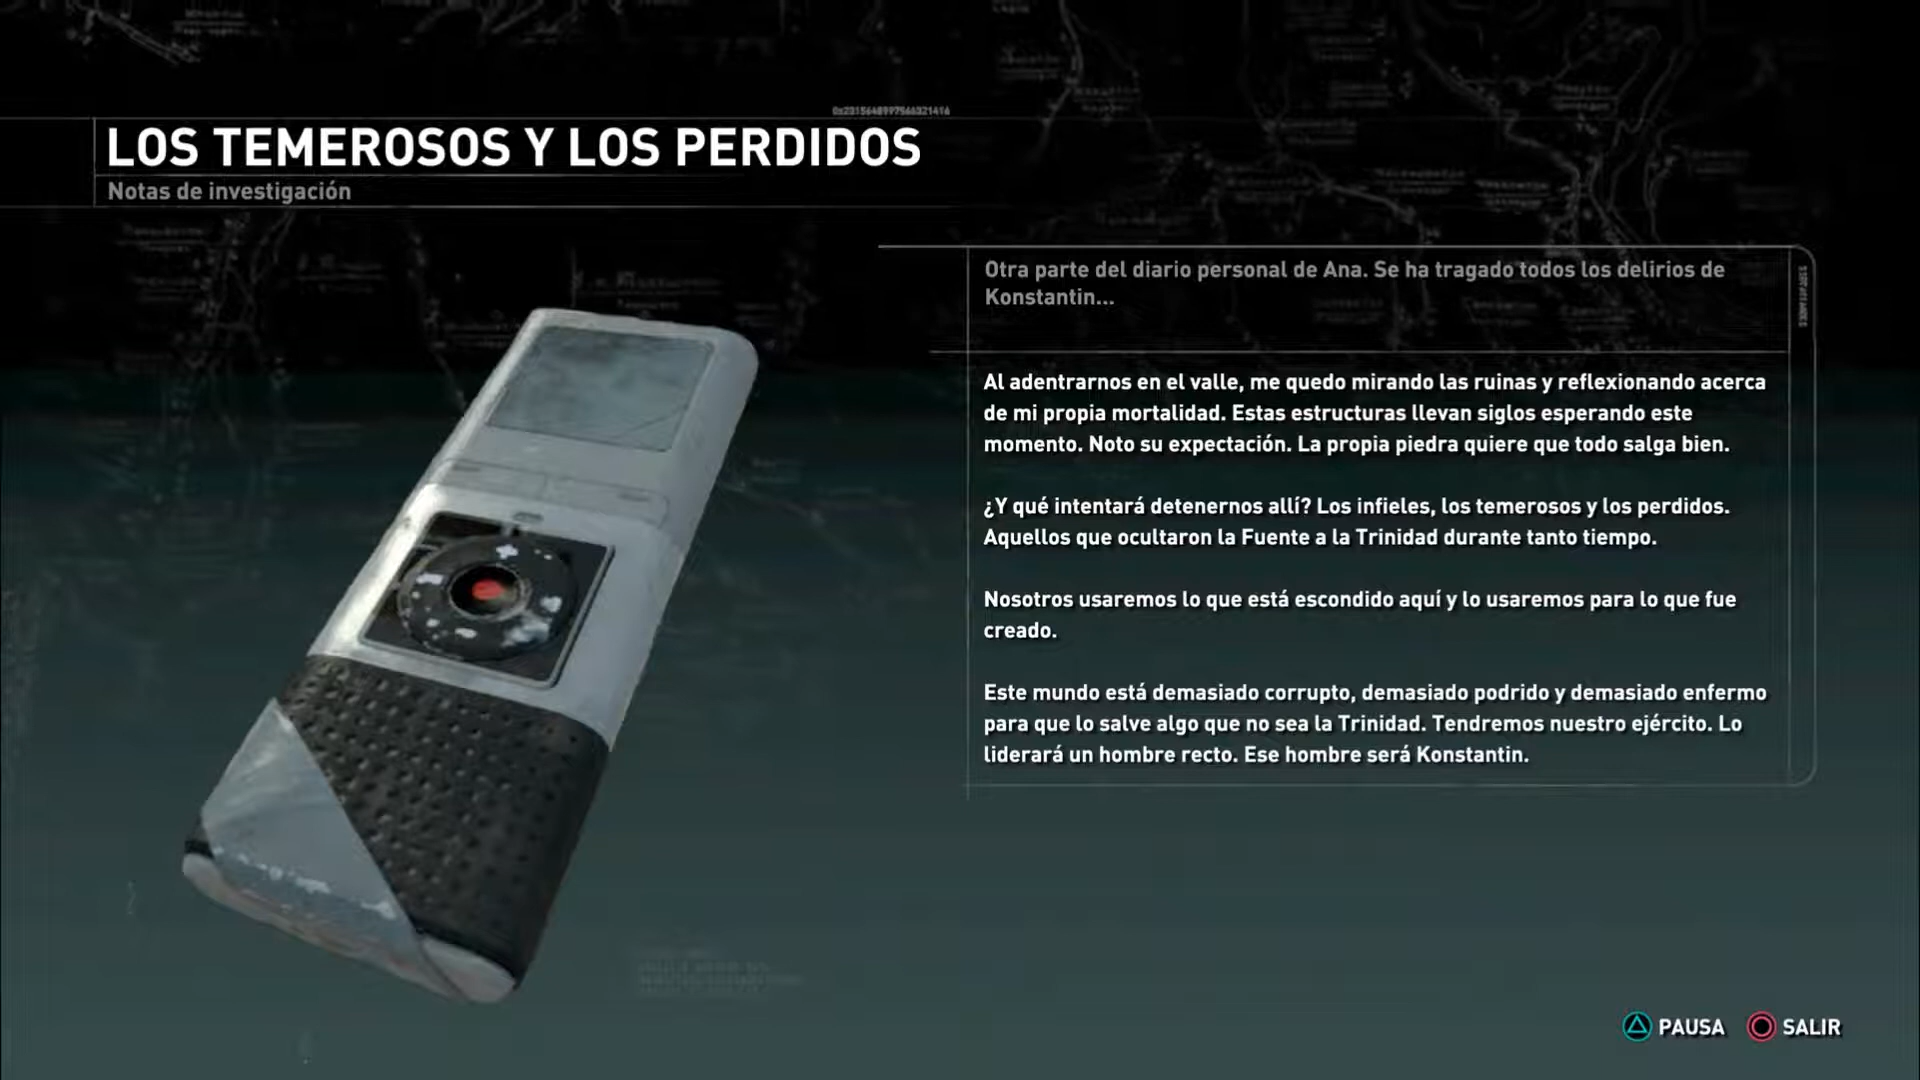 LOS TEMEROSOS Y LOS PERDIDOS
Notas de investigación
Otra parte del diario personal de Ana. Se ha tragado todos los delirios de
Konstantin...
Al adentrarnos en el valle, me quedo mirando las ruinas y reflexionando acerca
de mi propia mortalidad. Estas estructuras llevan siglos esperando este
momento. Noto su expectación. La propia piedra quiere que todo salga bien.
¿Y qué intentará detenernos allí? Los infieles, los temerosos y los perdidos.
Aquellos que ocultaron la Fuente a la Trinidad durante tanto tiempo.
Nosotros usaremos lo que está escondido aquí y lo usaremos para lo que fue
creado.
Este mundo está demasiado corrupto, demasiado podrido y demasiado enfermo
para que lo salve algo que no sea la Trinidad. Tendremos nuestro ejército. Lo
liderará un hombre recto. Ese hombre será Konstantin.
PAUSA
SALIR